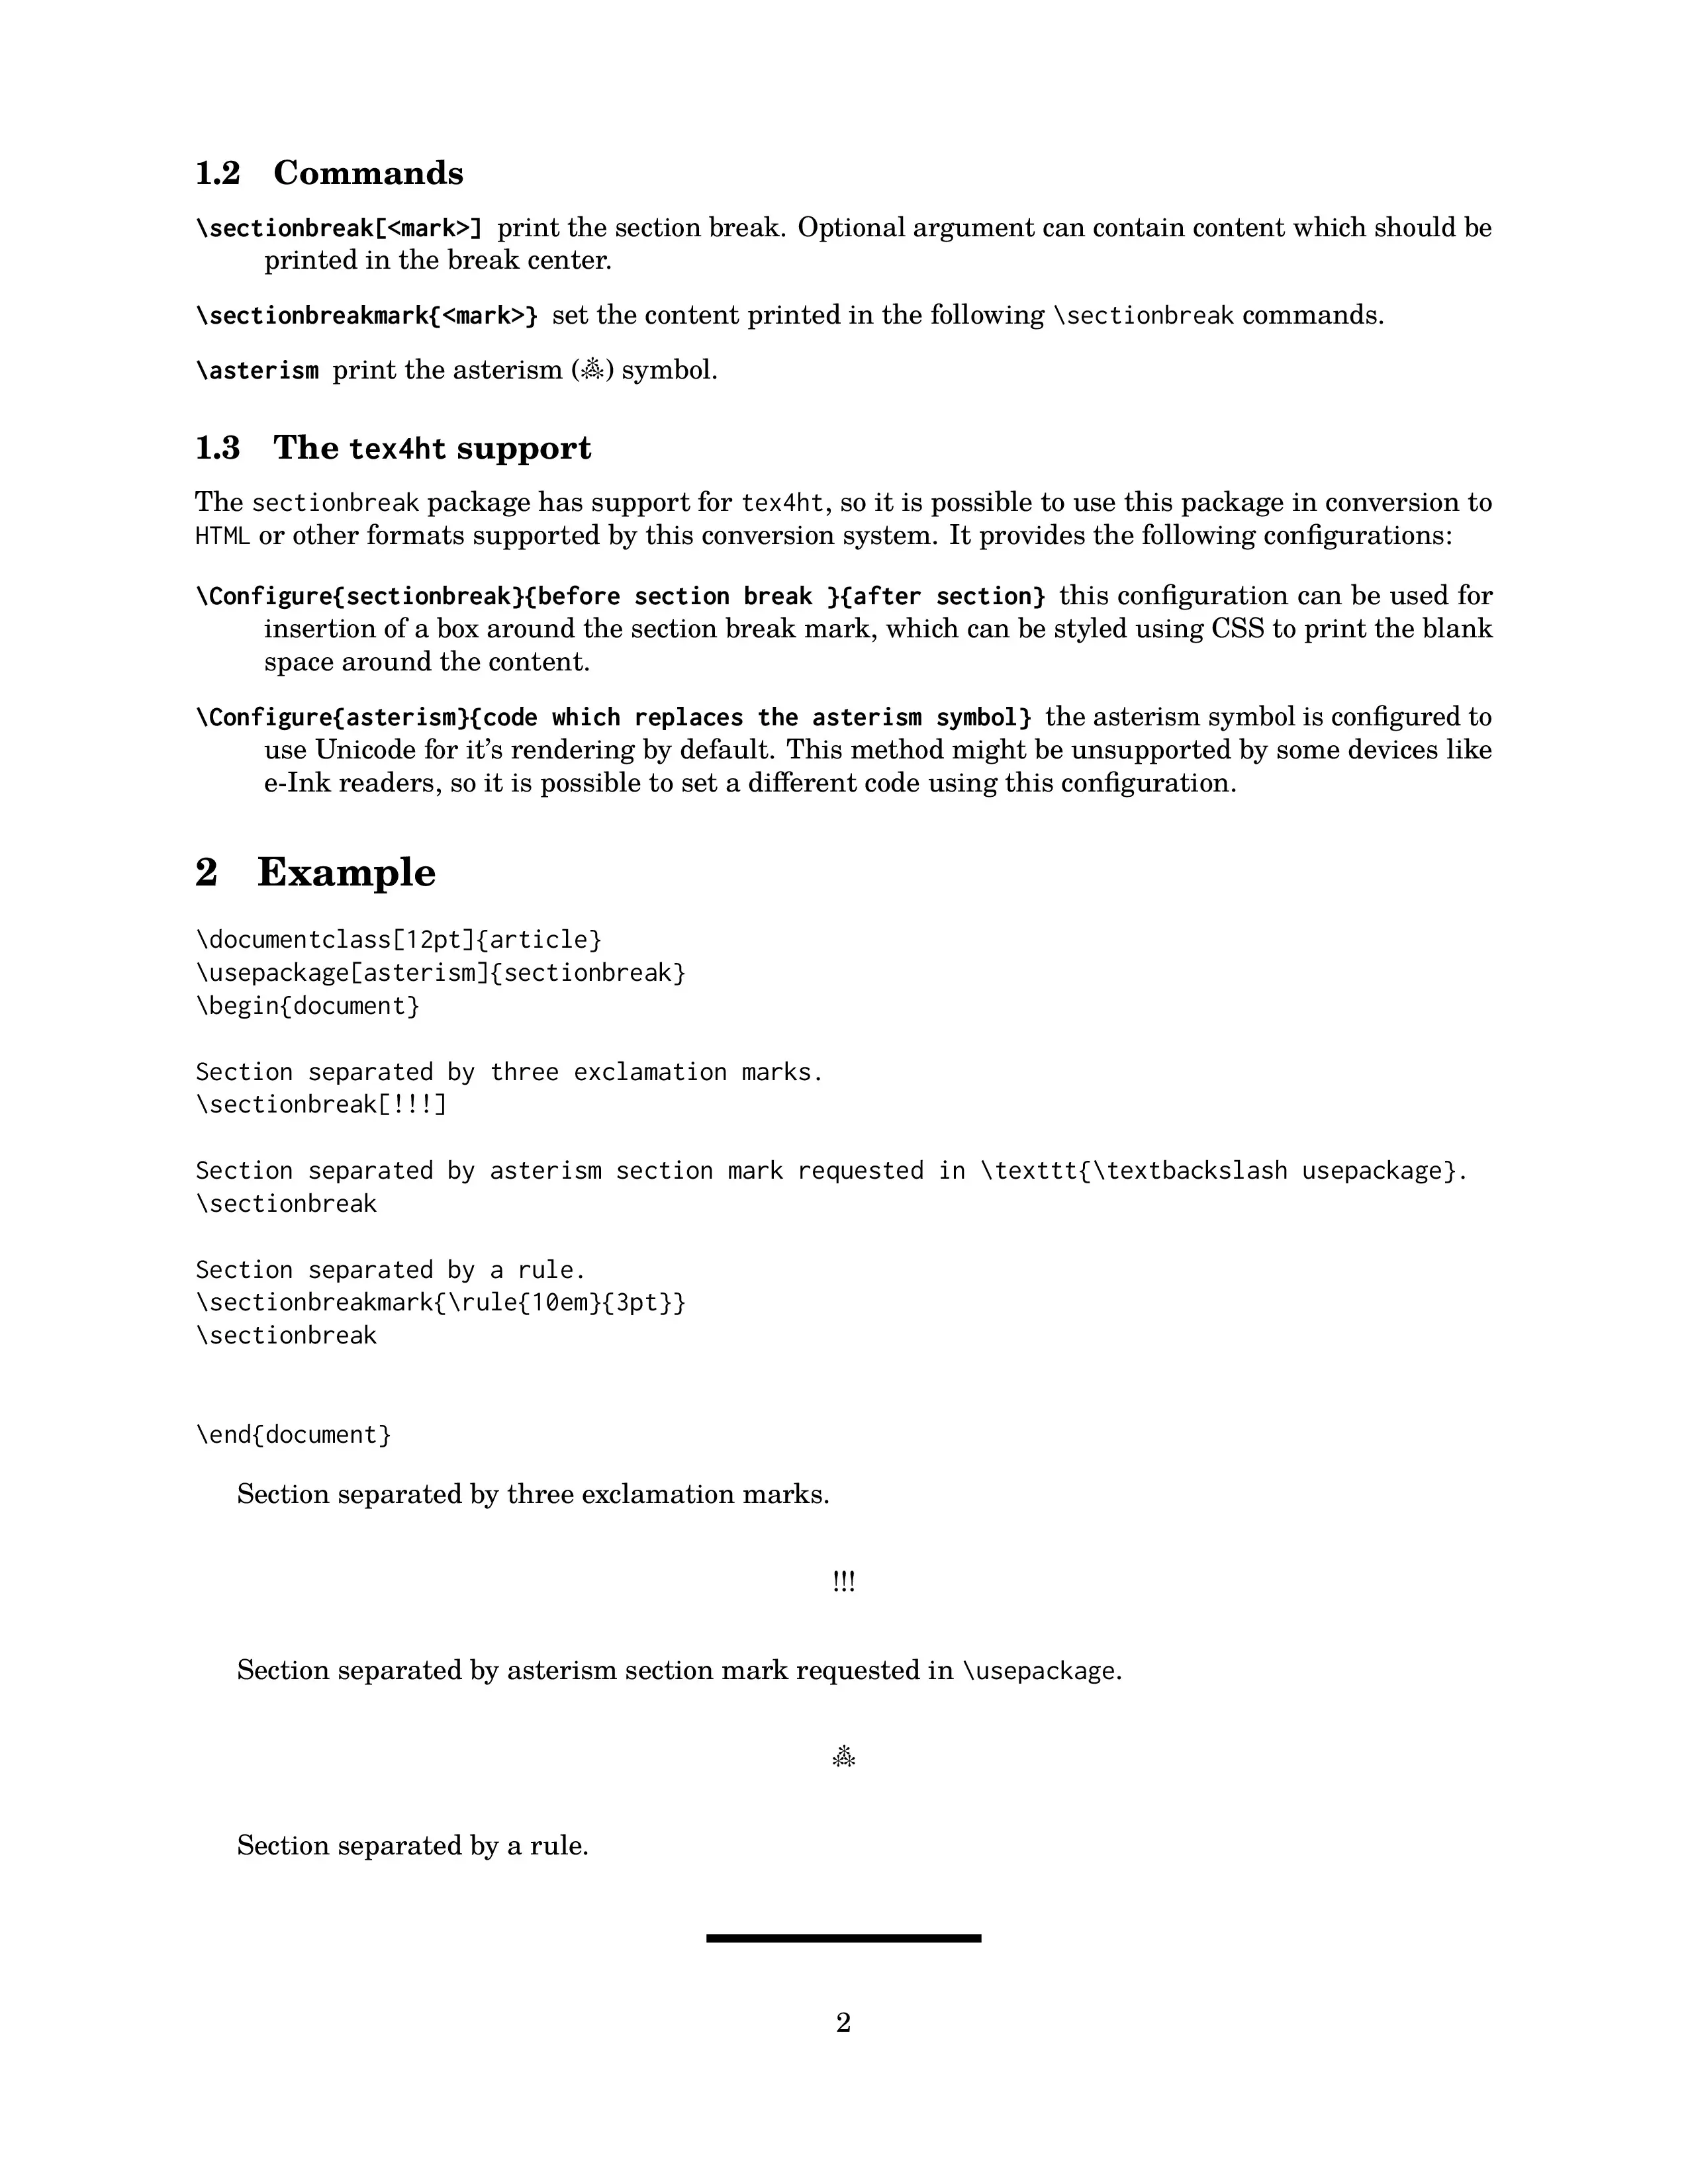 1.2 Commands
\sectionbreak[<mark>] print the section break. Optional argument can contain content which should be
printed in the break center.
\sectionbreakmark{<mark>} set the content printed in the following \sectionbreak commands.
\asterism print the asterism (⁂) symbol.
1.3 The tex4ht support
The sectionbreak package has support for tex4ht, so it is possible to use this package in conversion to
HTML or other formats supported by this conversion system. It provides the following configurations:
\Configure{sectionbreak}{before section break }{after section} this configuration can be used for
insertion of a box around the section break mark, which can be styled using CSS to print the blank
space around the content.
\Configure{asterism}{code which replaces the asterism symbol} the asterism symbol is configured to
use Unicode for it’s rendering by default. This method might be unsupported by some devices like
e-Ink readers, so it is possible to set a different code using this configuration.
2 Example
\documentclass[12pt]{article}
\usepackage[asterism]{sectionbreak}
\begin{document}
Section separated by three exclamation marks.
\sectionbreak[!!!]
Section separated by asterism section mark requested in \texttt{\textbackslash usepackage}.
\sectionbreak
Section separated by a rule.
\sectionbreakmark{\rule{10em}{3pt}}
\sectionbreak
\end{document}
Section separated by three exclamation marks.
!!!
Section separated by asterism section mark requested in \usepackage.
⁂
Section separated by a rule.
2